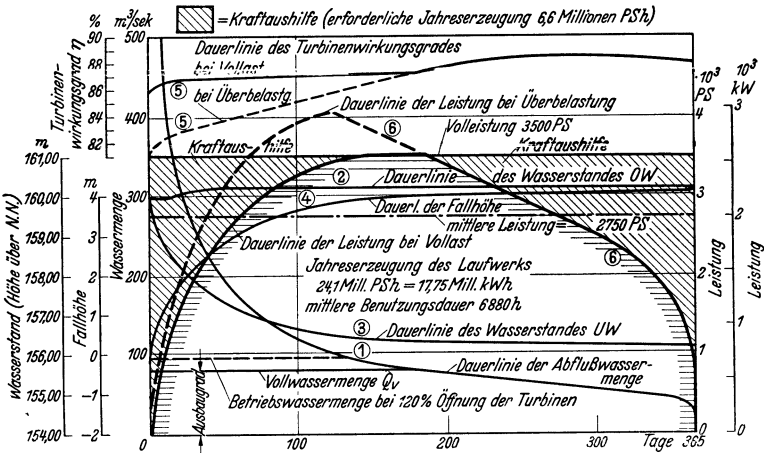 = Kraftaushilfe (erforderliche Jahreserzeugung 6,6 Millionen PSh)
% m³/sek
90
88
86
84
82
Turbinen-
wirkungsgrad η
500
400
300
200
100
Wassermenge
Dauerlinie des Turbinenwirkungsgrades
bei Vollast
⑤
bei Überbelastg.
⑤
Dauerlinie der Leistung bei Überbelastung
⑥
Volleistung 3500 PS
Kraftaus- hilfe
Kraftaushilfe
②
Dauerlinie des Wasserstandes OW
④
Dauerl. der Fallhöhe
mittlere Leistung = 2750 PS
Dauerlinie der Leistung bei Vollast
Jahreserzeugung des Laufwerks
24,1 Mill. PSh = 17,75 Mill. kWh
mittlere Benutzungsdauer 6880 h
⑥
③
Dauerlinie des Wasserstandes UW
①
Dauerlinie der Abflußwasser-
menge
Vollwassermenge Qv
Betriebswassermenge bei 120% Öffnung der Turbinen
Ausbaugrad
m
161,00
160,00
159,00
158,00
157,00
156,00
155,00
154,00
Wasserstand (Höhe über N.N.)
m
4
3
2
1
0
-1
-2
Fallhöhe
0
100
200
300
Tage 365
·10³
PS
4
3
2
1
0
Leistung
10³
kW
3
2
1
0
Leistung